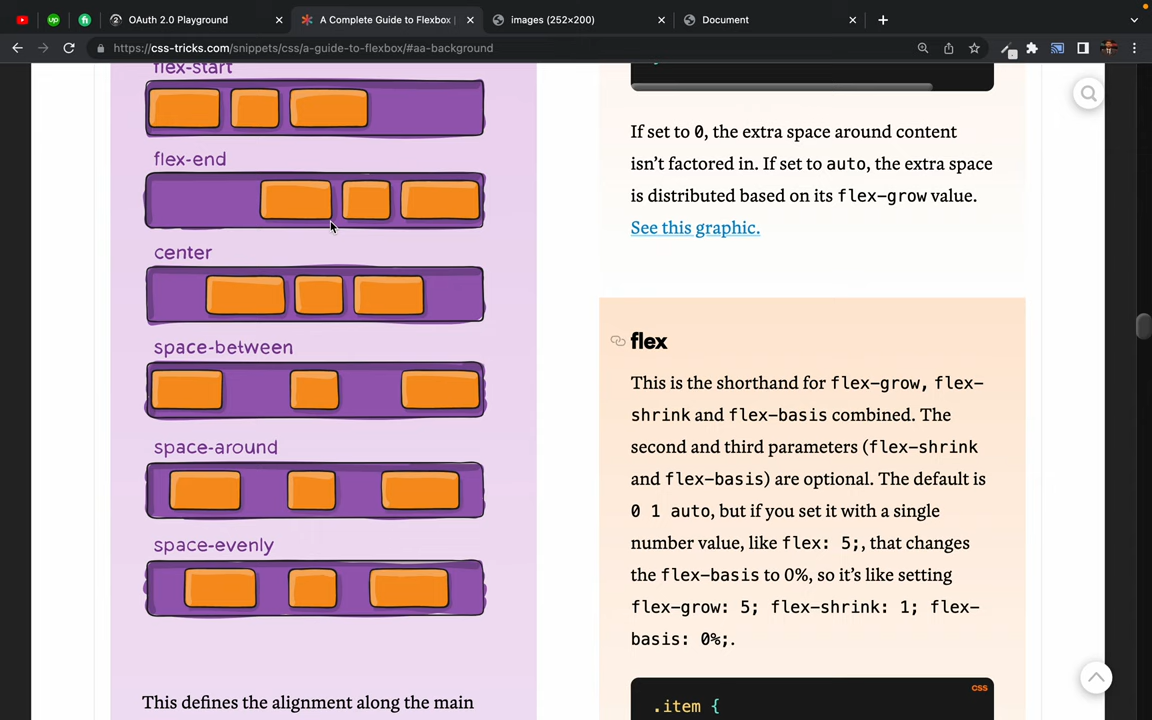 OAuth 2.0 Playground
A Complete Guide to Flexbox |
images (252×200)
Document
https://css-tricks.com/snippets/css/a-guide-to-flexbox/#aa-background
flex-start
flex-end
center
space-between
space-around
space-evenly
This defines the alignment along the main
If set to 0, the extra space around content
isn’t factored in. If set to auto, the extra space
is distributed based on its flex-grow value.
See this graphic.
flex
This is the shorthand for flex-grow, flex-
shrink and flex-basis combined. The
second and third parameters (flex-shrink
and flex-basis) are optional. The default is
0 1 auto, but if you set it with a single
number value, like flex: 5;, that changes
the flex-basis to 0%, so it’s like setting
flex-grow: 5; flex-shrink: 1; flex-
basis: 0%;.
CSS
.item {